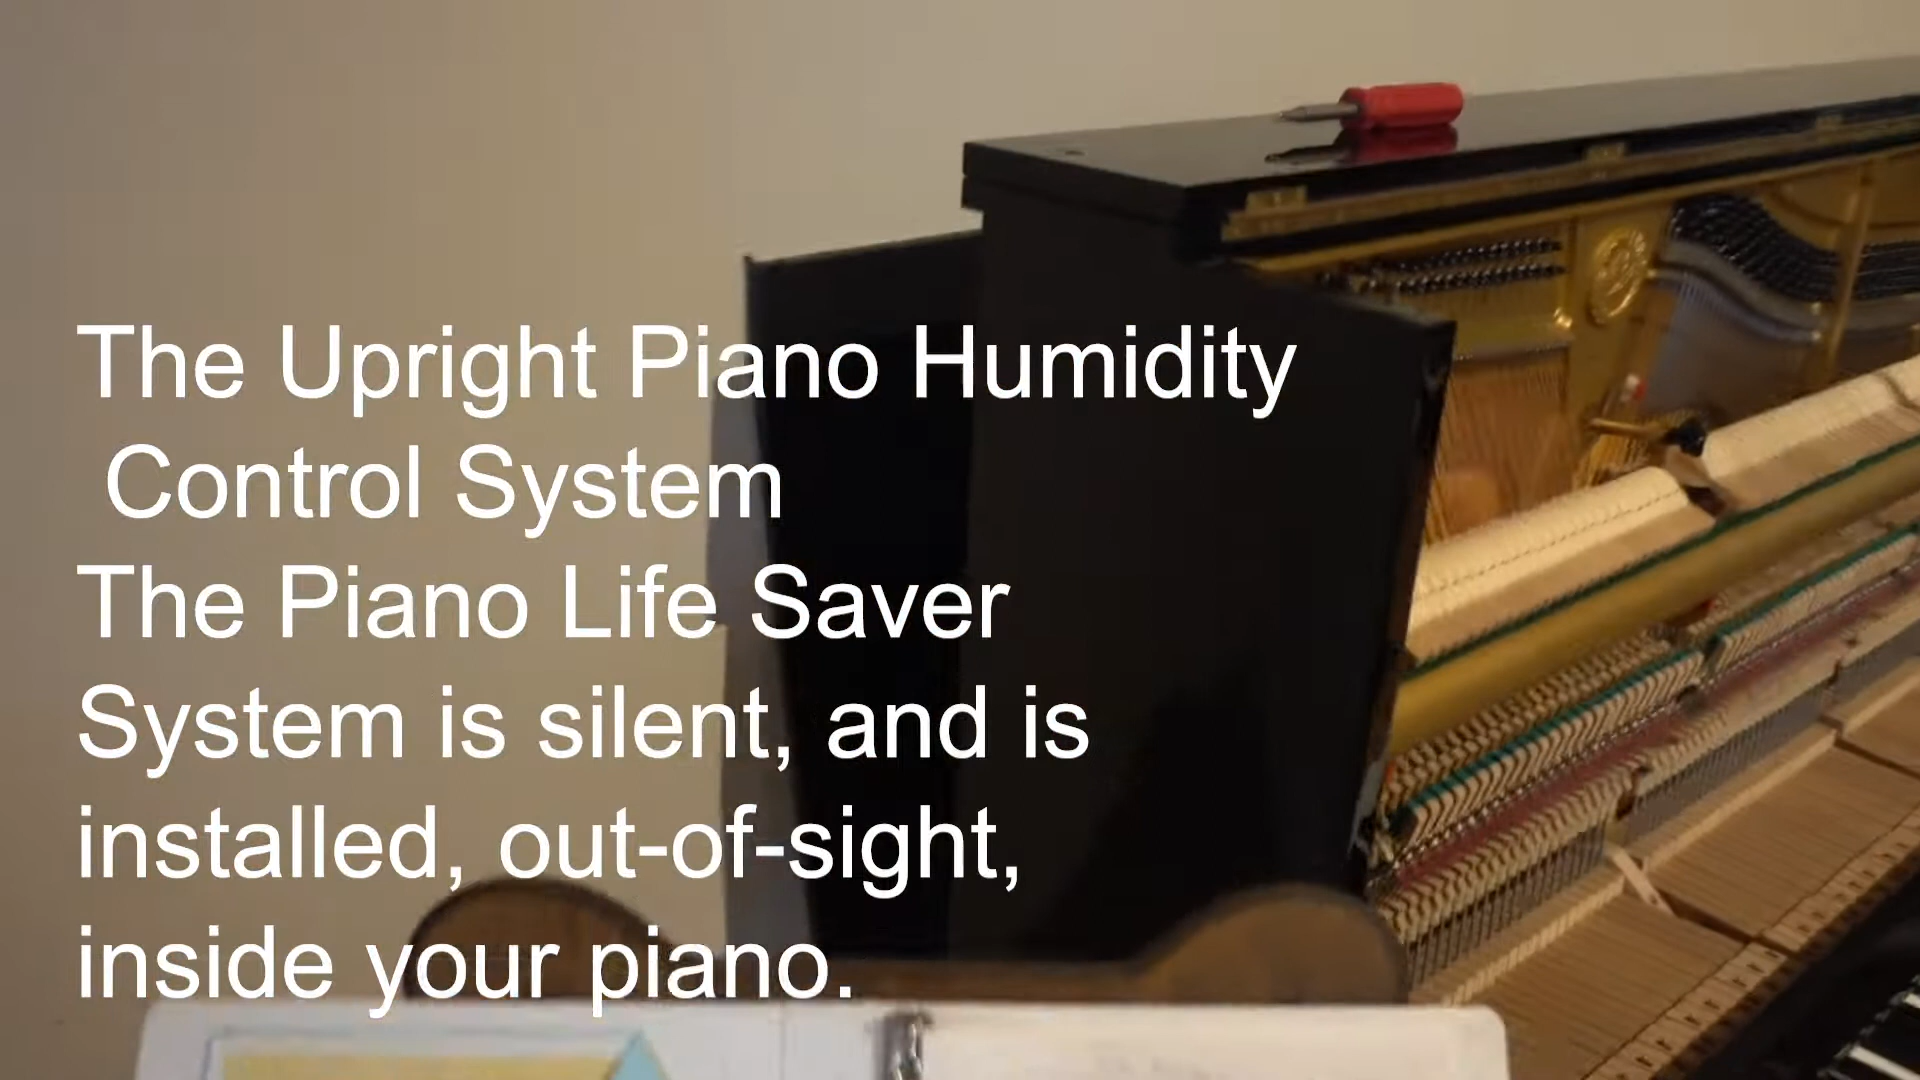 The Upright Piano Humidity
Control System
The Piano Life Saver
System is silent, and is
installed, out-of-sight,
inside your piano.